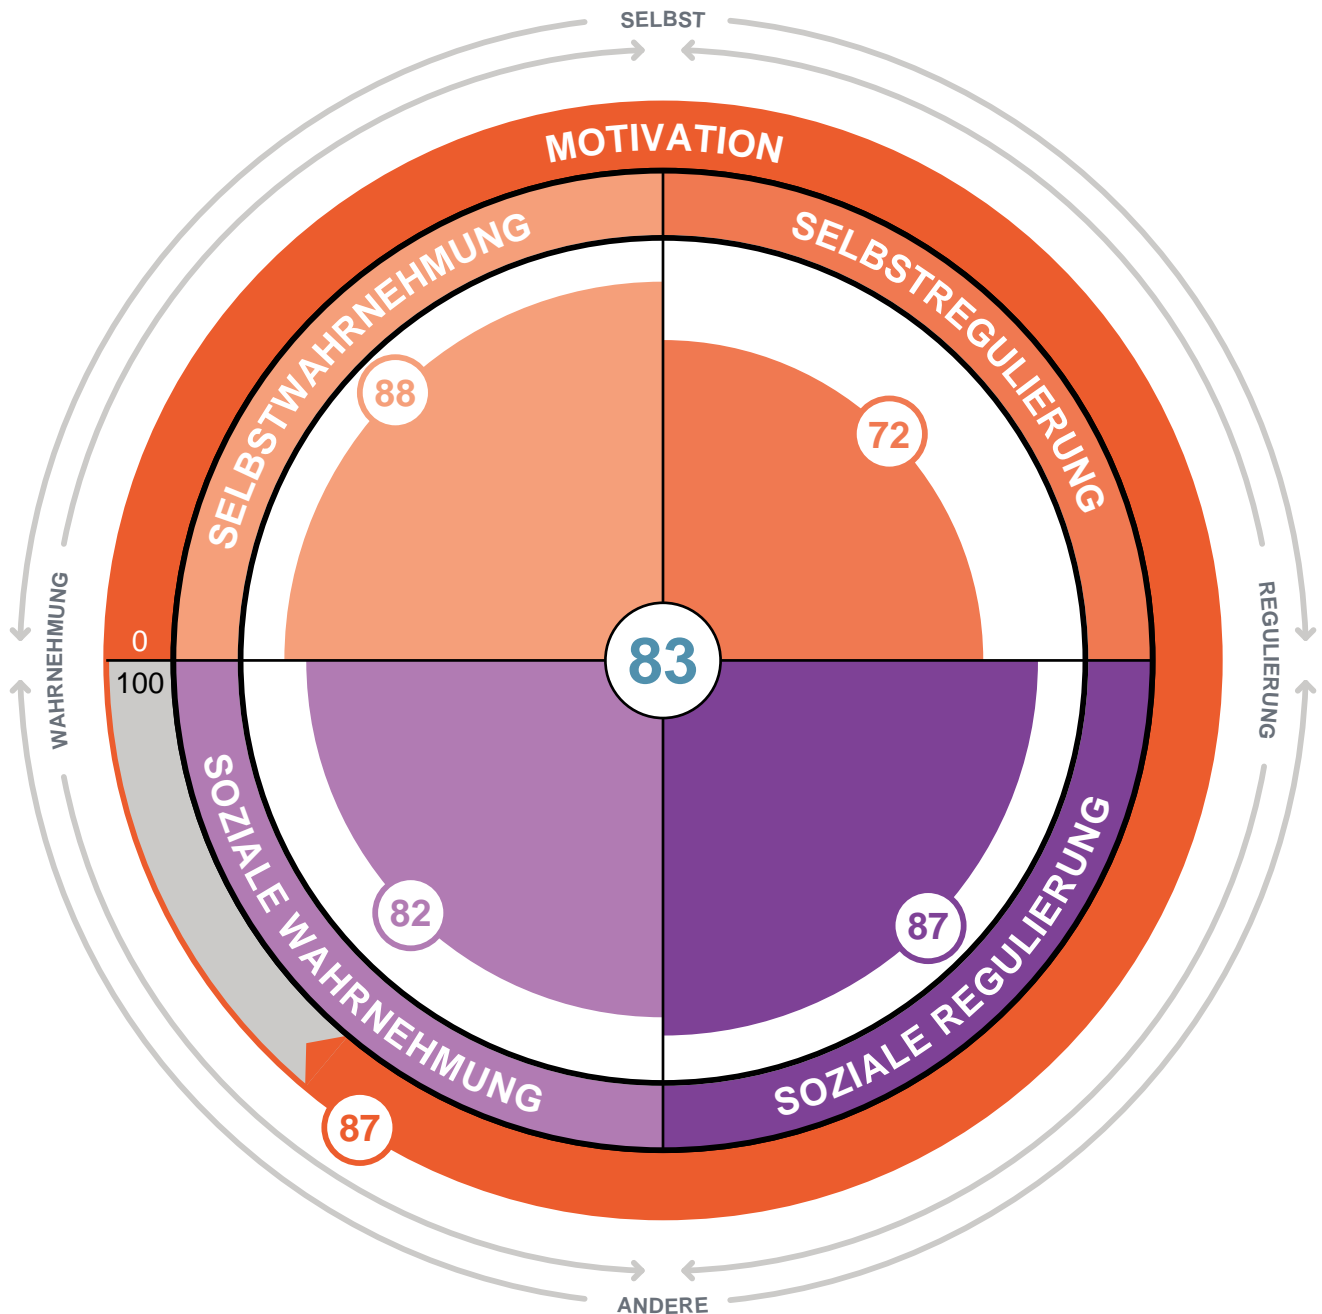 SELBST
MOTIVATION
SELBSTWAHRNEHMUNG
SELBSTREGULIERUNG
88
72
WAHRNEHMUNG
REGULIERUNG
0
83
100
82
87
SOZIALE WAHRNEHMUNG
SOZIALE REGULIERUNG
87
ANDERE